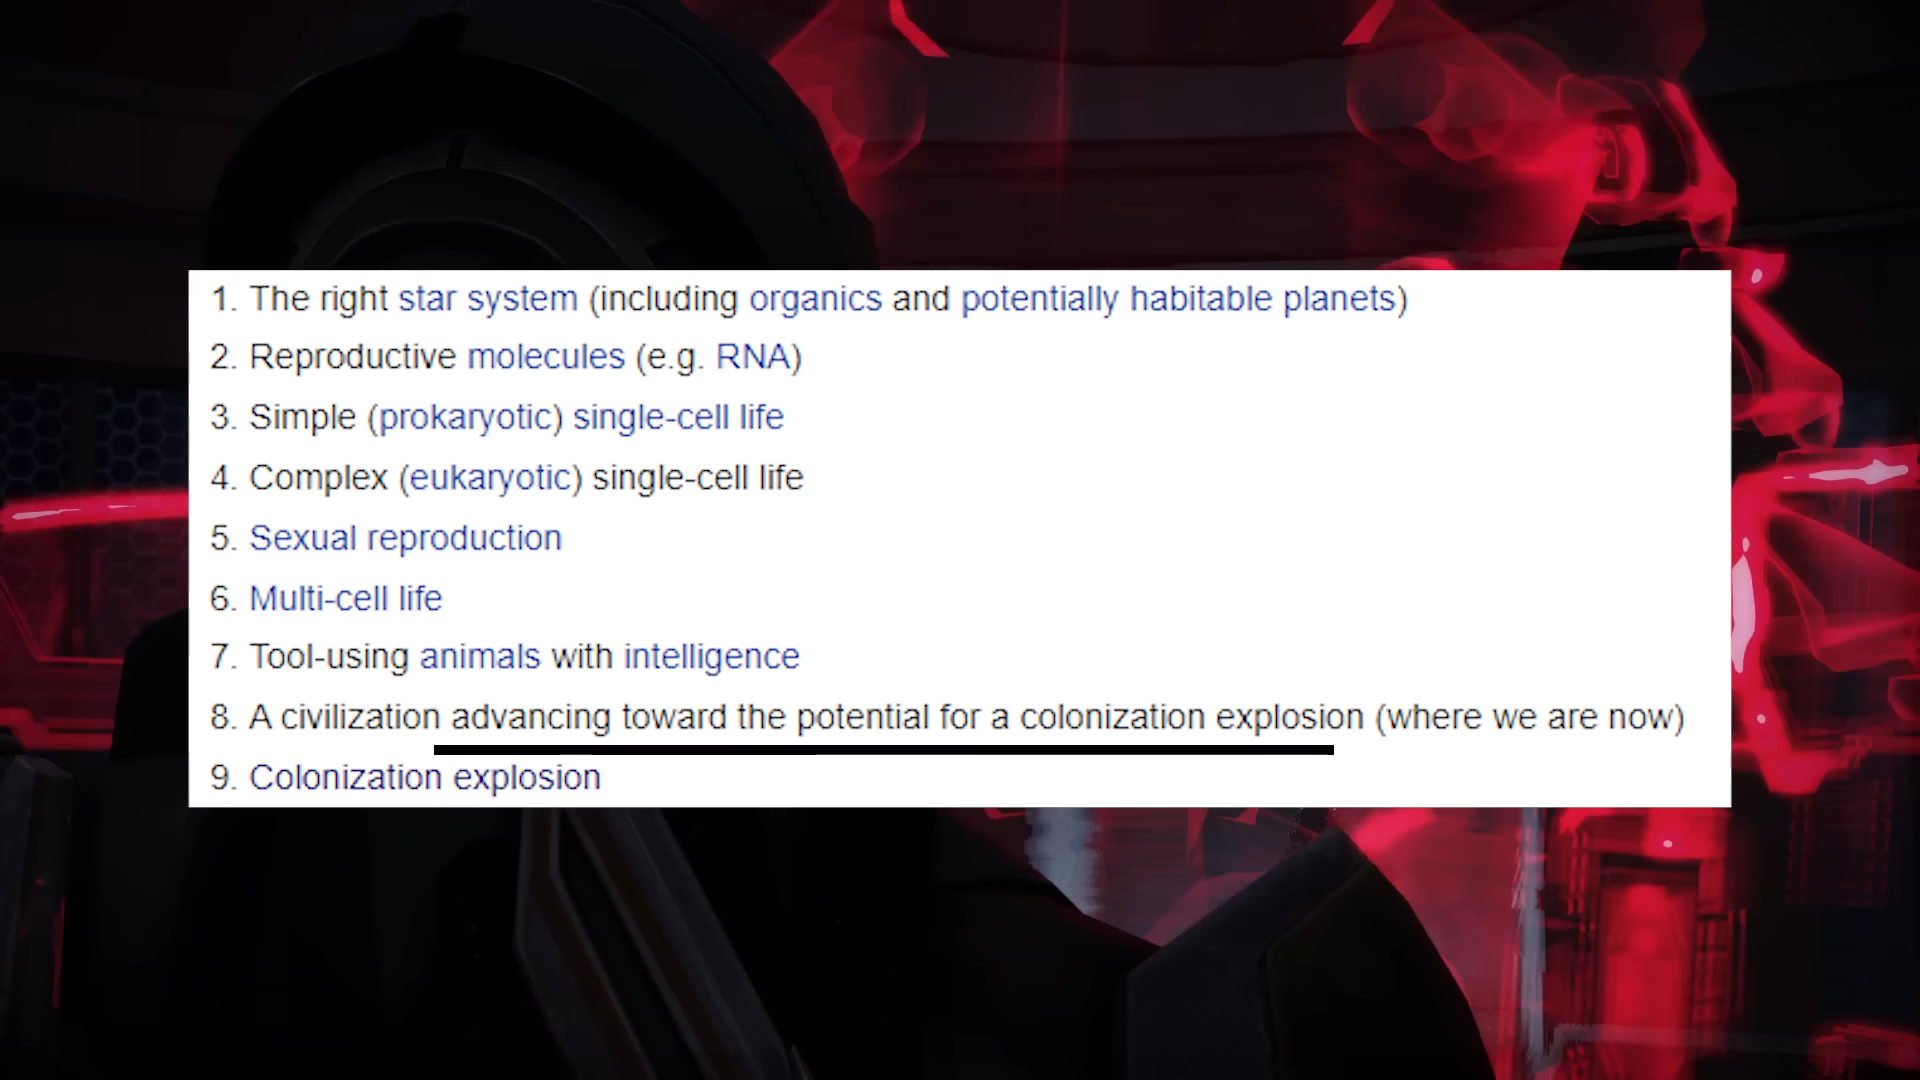 1. The right star system (including organics and potentially habitable planets)
2. Reproductive molecules (e.g. RNA)
3. Simple (prokaryotic) single-cell life
4. Complex (eukaryotic) single-cell life
5. Sexual reproduction
6. Multi-cell life
7. Tool-using animals with intelligence
8. A civilization advancing toward the potential for a colonization explosion (where we are now)
9. Colonization explosion